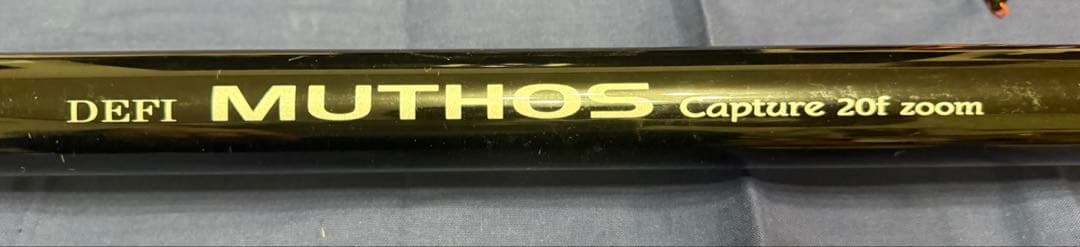 DEFI MUTHOS Capture 20f zoom